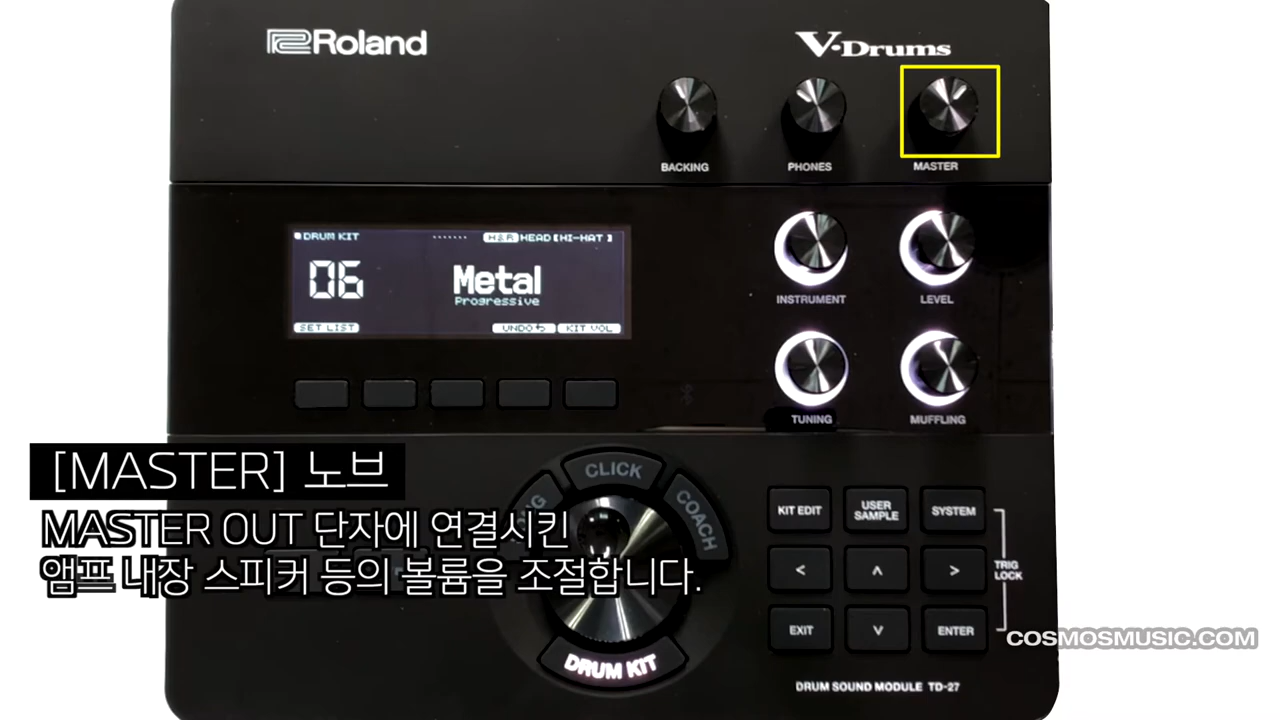 Roland
V-Drums
BACKING
PHONES
MASTER
DRUM KIT
H&R HEAD [HI-HAT]
06
Metal
Progressive
SET LIST
UNDO
KIT VOL
INSTRUMENT
LEVEL
TUNING
MUFFLING
[MASTER] 노브
MASTER OUT 단자에 연결시킨
앰프 내장 스피커 등의 볼륨을 조절합니다.
CLICK
COACH
DRUM KIT
KIT EDIT
USER
SAMPLE
SYSTEM
TRIG
LOCK
EXIT
ENTER
COSMOSMUSIC.COM
DRUM SOUND MODULE TD-27